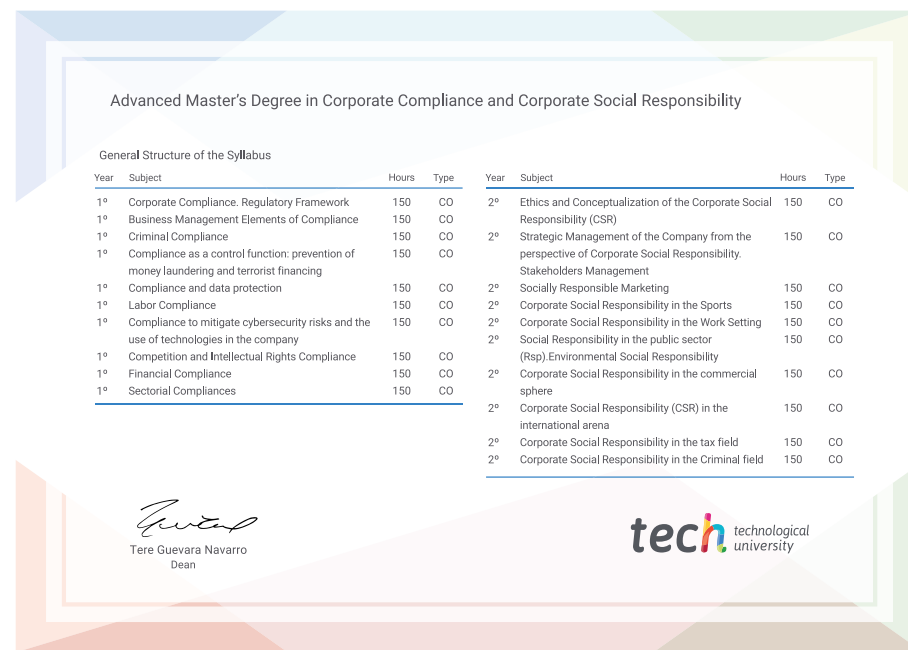 Advanced Master's Degree in Corporate Compliance and Corporate Social Responsibility
General Structure of the Syllabus
Year Subject Hours Type
1º Corporate Compliance. Regulatory Framework 150 CO
1º Business Management Elements of Compliance 150 CO
1º Criminal Compliance 150 CO
1º Compliance as a control function: prevention of 150 CO
money laundering and terrorist financing
1º Compliance and data protection 150 CO
1º Labor Compliance 150 CO
1º Compliance to mitigate cybersecurity risks and the 150 CO
use of technologies in the company
1º Competition and Intellectual Rights Compliance 150 CO
1º Financial Compliance 150 CO
1º Sectorial Compliances 150 CO
Year Subject Hours Type
2º Ethics and Conceptualization of the Corporate Social 150 CO
Responsibility (CSR)
2º Strategic Management of the Company from the 150 CO
perspective of Corporate Social Responsibility.
Stakeholders Management
2º Socially Responsible Marketing 150 CO
2º Corporate Social Responsibility in the Sports 150 CO
2º Corporate Social Responsibility in the Work Setting 150 CO
2º Social Responsibility in the public sector 150 CO
(Rsp).Environmental Social Responsibility
2º Corporate Social Responsibility in the commercial 150 CO
sphere
2º Corporate Social Responsibility (CSR) in the 150 CO
international arena
2º Corporate Social Responsibility in the tax field 150 CO
2º Corporate Social Responsibility in the Criminal field 150 CO
Tere Guevara Navarro
Dean
tech technological
university